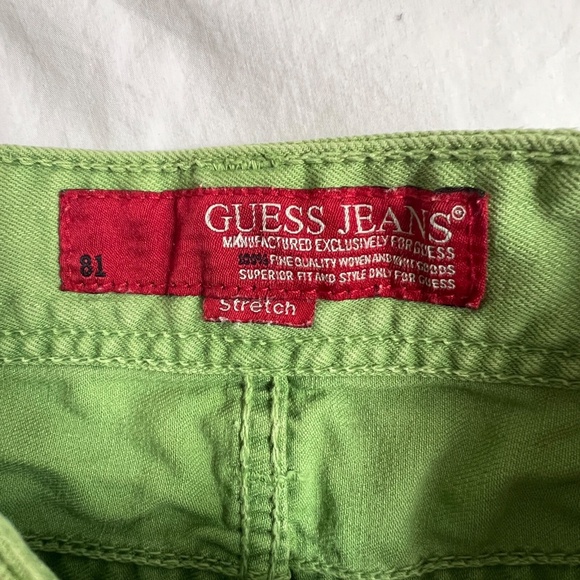 GUESS JEANS©
MANUFACTURED EXCLUSIVELY FOR GUESS
100% FINE QUALITY WOVEN AND KNIT GOODS
SUPERIOR FIT AND STYLE ONLY FOR GUESS
81
Stretch